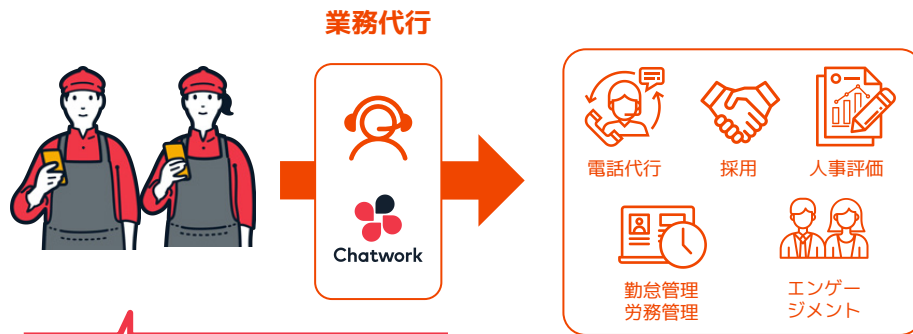 業務代行
Chatwork
電話代行
採用
人事評価
勤怠管理
労務管理
エンゲー
ジメント